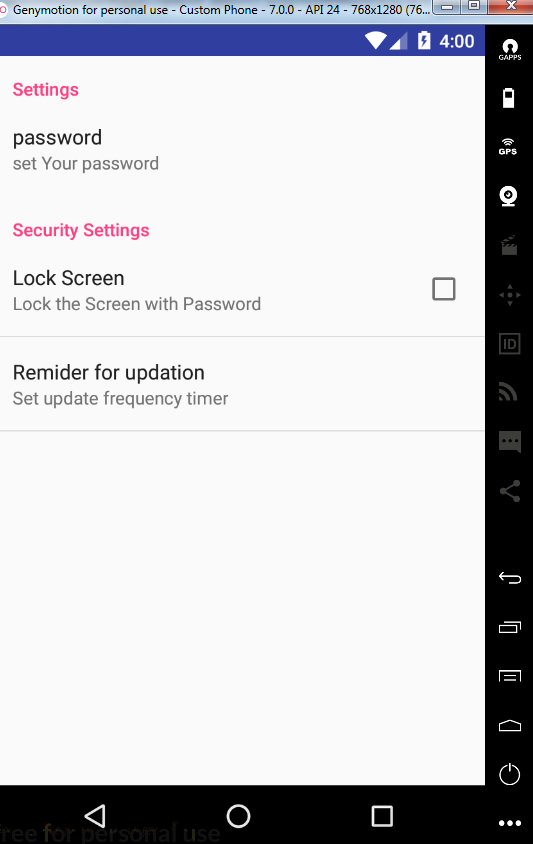 Genymotion for personal use - Custom Phone - 7.0.0 - API 24 - 768x1280 (76...
4:00
GAPPS
Settings
password
set Your password
GPS
Security Settings
Lock Screen
Lock the Screen with Password
ID
Remider for updation
Set update frequency timer
free for personal use